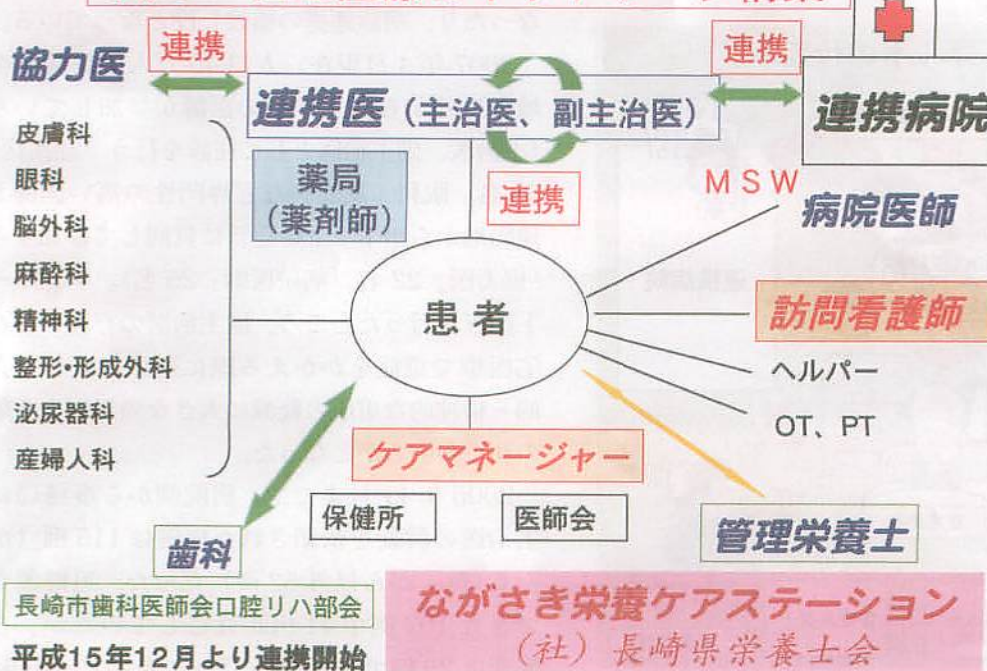 連携
連携
協力医
連携医（主治医、副主治医）
連携病院
皮膚科
眼科
脳外科
麻酔科
精神科
整形・形成外科
泌尿器科
産婦人科
薬局
（薬剤師）
連携
MSW
病院医師
患者
訪問看護師
ヘルパー
OT、PT
ケアマネージャー
保健所
医師会
歯科
管理栄養士
長崎市歯科医師会口腔リハ部会
平成15年12月より連携開始
ながさき栄養ケアステーション
（社）長崎県栄養士会